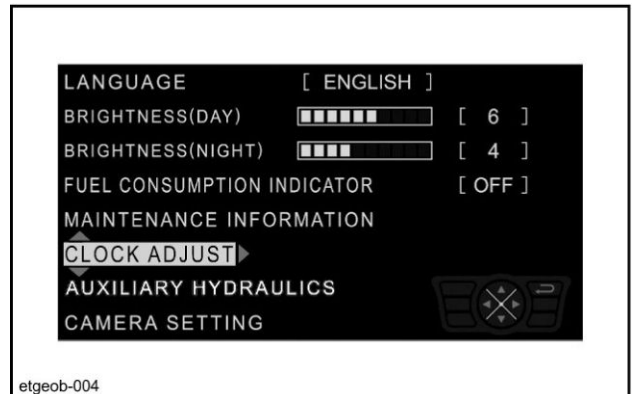 LANGUAGE [ ENGLISH ]
BRIGHTNESS(DAY) [ 6 ]
BRIGHTNESS(NIGHT) [ 4 ]
FUEL CONSUMPTION INDICATOR [ OFF ]
MAINTENANCE INFORMATION
CLOCK ADJUST
AUXILIARY HYDRAULICS
CAMERA SETTING
etgeob-004